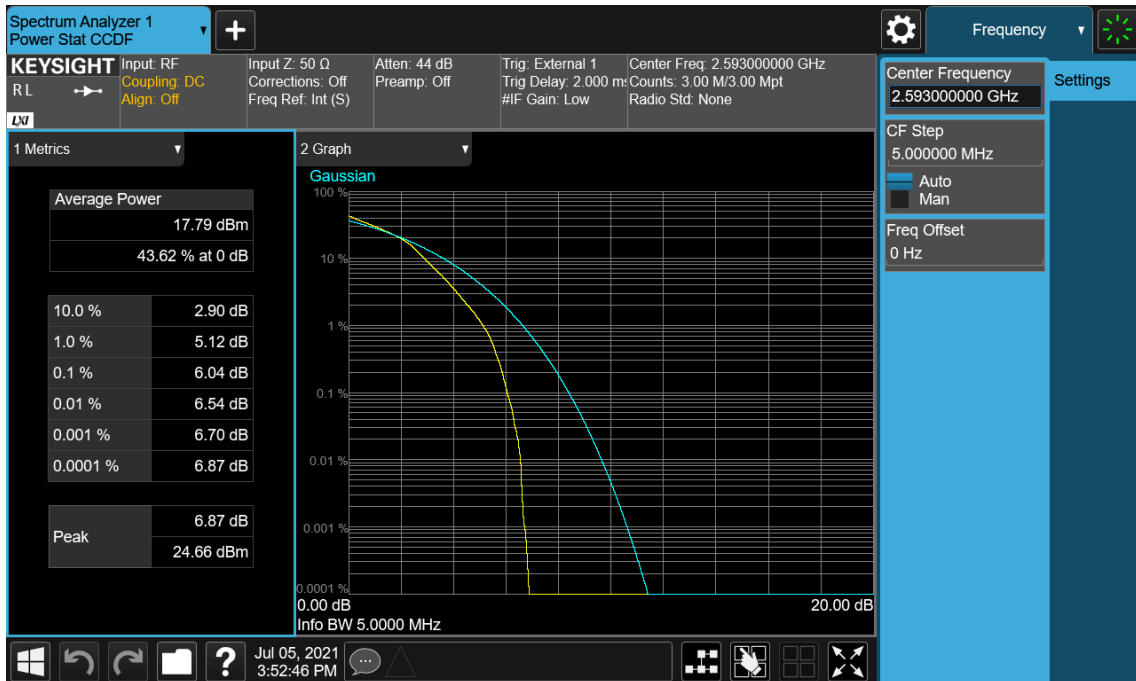 Spectrum Analyzer 1
Power Stat CCDF
+
Frequency
KEYSIGHT
RL
LXI
Input: RF
Coupling: DC
Align: Off
Input Z: 50 Ω
Corrections: Off
Freq Ref: Int (S)
Atten: 44 dB
Preamp: Off
Trig: External 1
Trig Delay: 2.000 ms
#IF Gain: Low
Center Freq: 2.593000000 GHz
Counts: 3.00 M/3.00 Mpt
Radio Std: None
1 Metrics
Average Power
17.79 dBm
43.62 % at 0 dB
10.0 % 2.90 dB
1.0 % 5.12 dB
0.1 % 6.04 dB
0.01 % 6.54 dB
0.001 % 6.70 dB
0.0001 % 6.87 dB
Peak
6.87 dB
24.66 dBm
2 Graph
Gaussian
100 %
10 %
1 %
0.1 %
0.01 %
0.001 %
0.0001 %
0.00 dB 20.00 dB
Info BW 5.0000 MHz
Center Frequency
2.593000000 GHz
CF Step
5.000000 MHz
Auto
Man
Freq Offset
0 Hz
Settings
?
Jul 05, 2021
3:52:46 PM